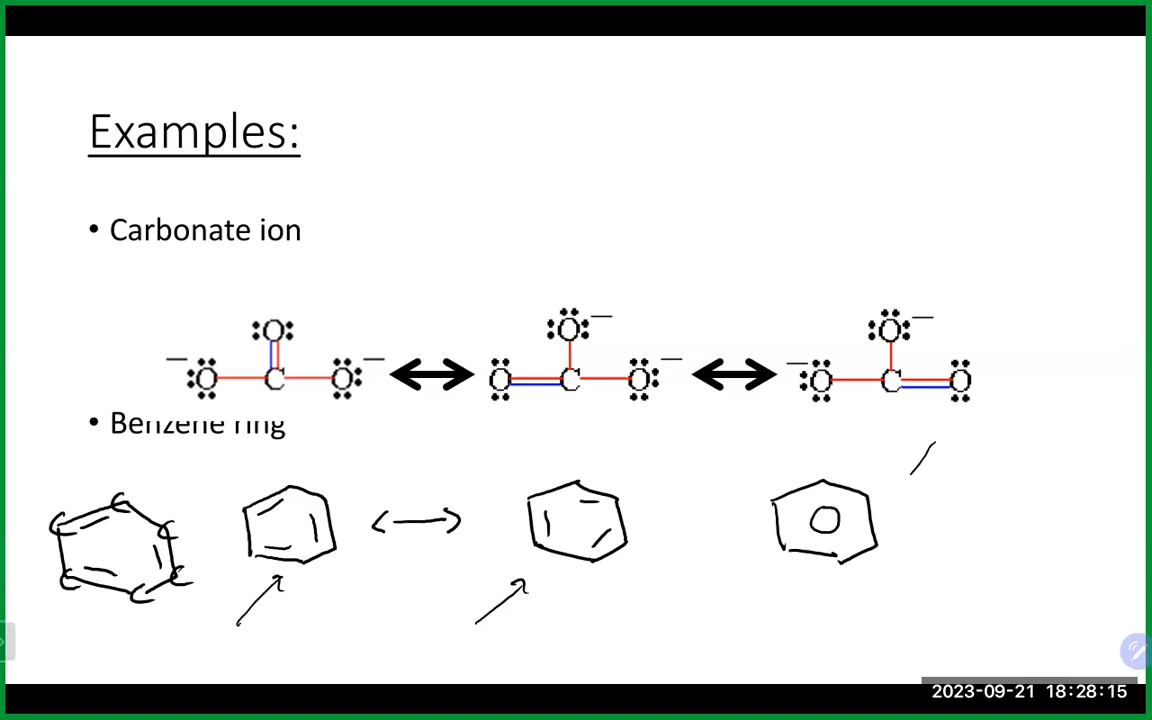 Examples:
• Carbonate ion
O O O
O C O O C O O C O
• Benzene ring
C
C C
C C
C
2023-09-21 18:28:15